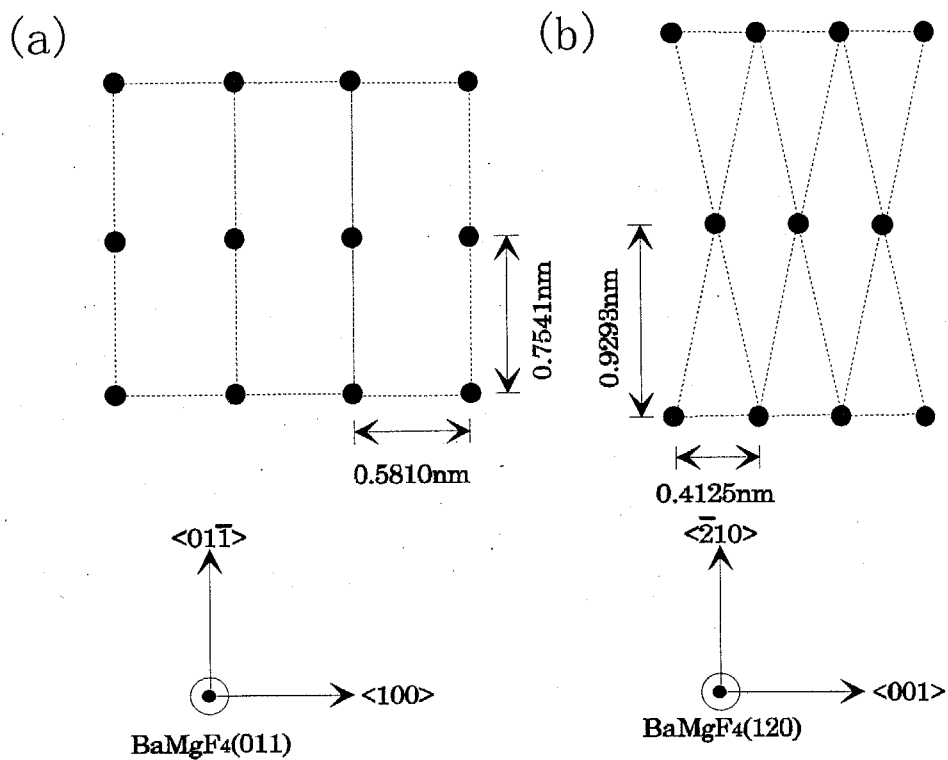 (a)
0.7541nm
0.5810nm
<011̅>
<100>
BaMgF₄(011)
(b)
0.9293nm
0.4125nm
<2̅10>
<001>
BaMgF₄(120)